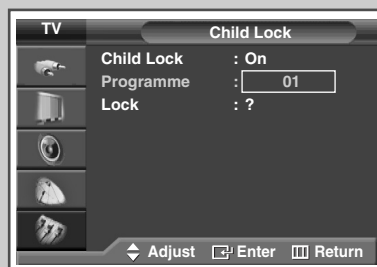 TV
Child Lock
Child Lock : On
Programme : 01
Lock : ?
Adjust Enter Return